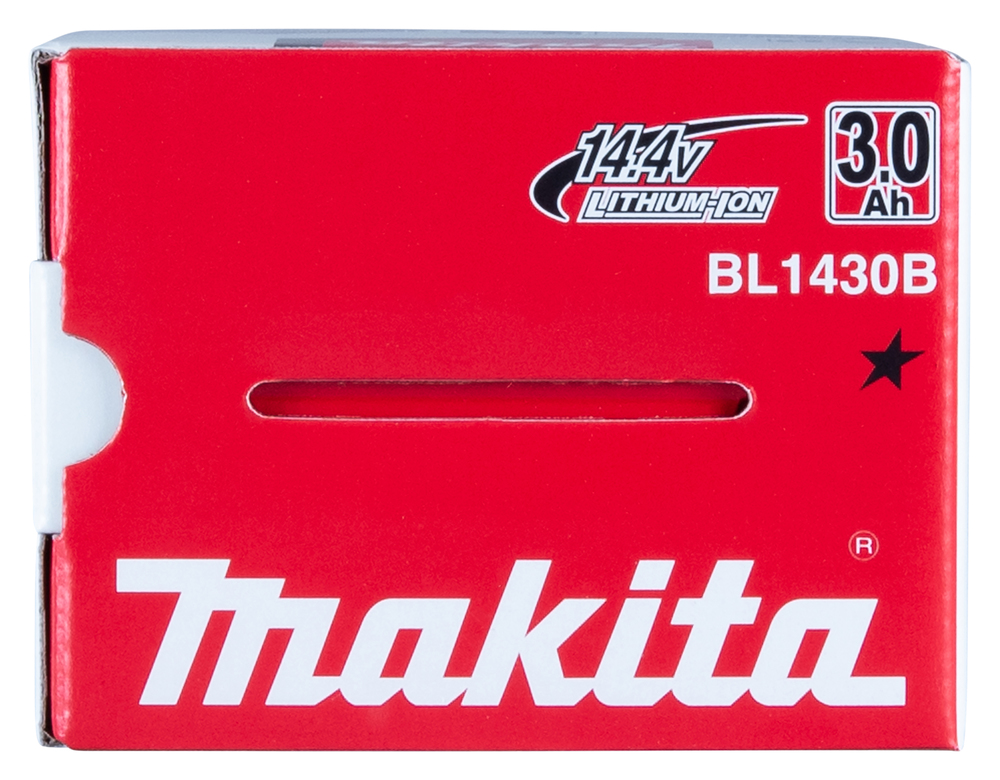 14.4V
LITHIUM-ION
3.0
Ah
BL1430B
®
makita